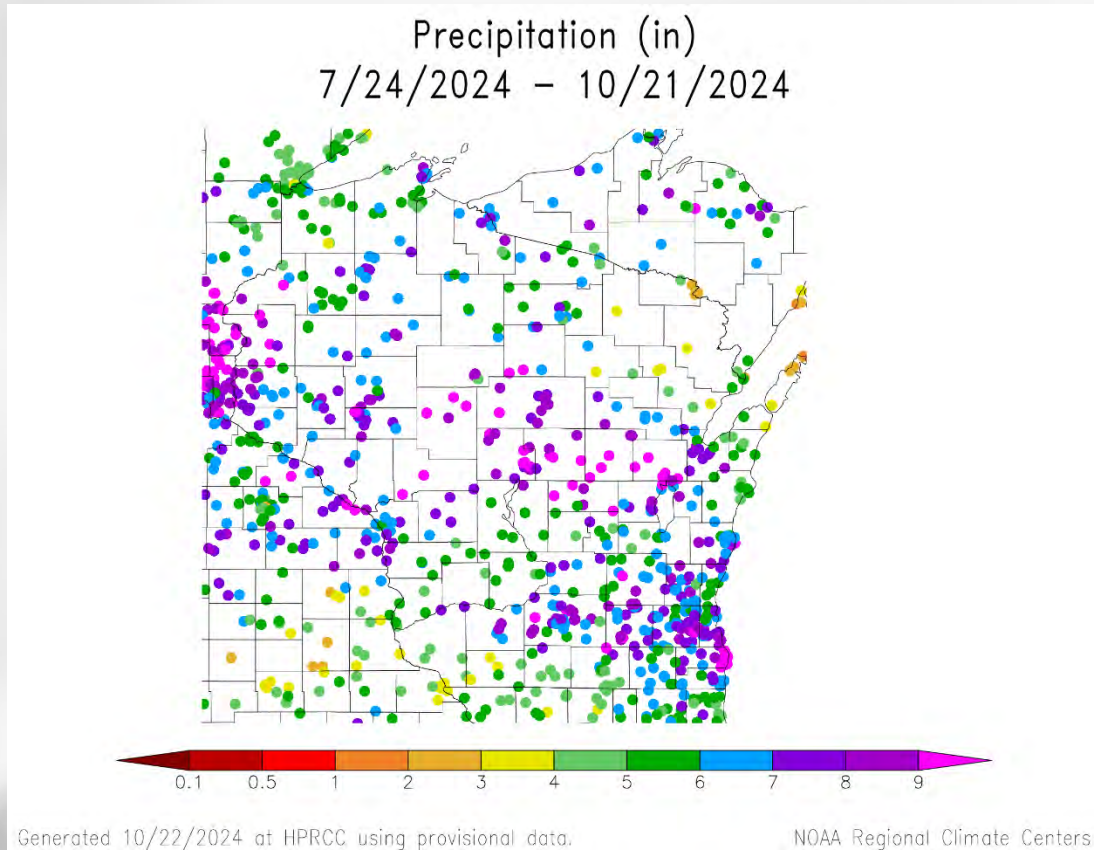 Precipitation (in)
7/24/2024 – 10/21/2024
0.1 0.5 1 2 3 4 5 6 7 8 9
Generated 10/22/2024 at HPRCC using provisional data. NOAA Regional Climate Centers